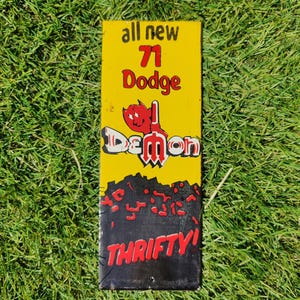 all new
71
Dodge
Demon
THRIFTY!